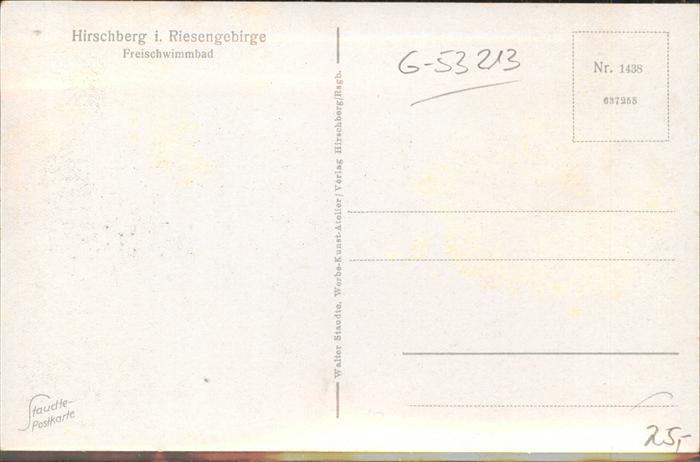 Hirschberg i. Riesengebirge
Freischwimmbad
G-53213
Nr. 1438
637255
Walter Staudte, Werbe-Kunst-Atelier/Verlag Hirschberg/Rsgb.
Staudte-
Postkarte
25,-